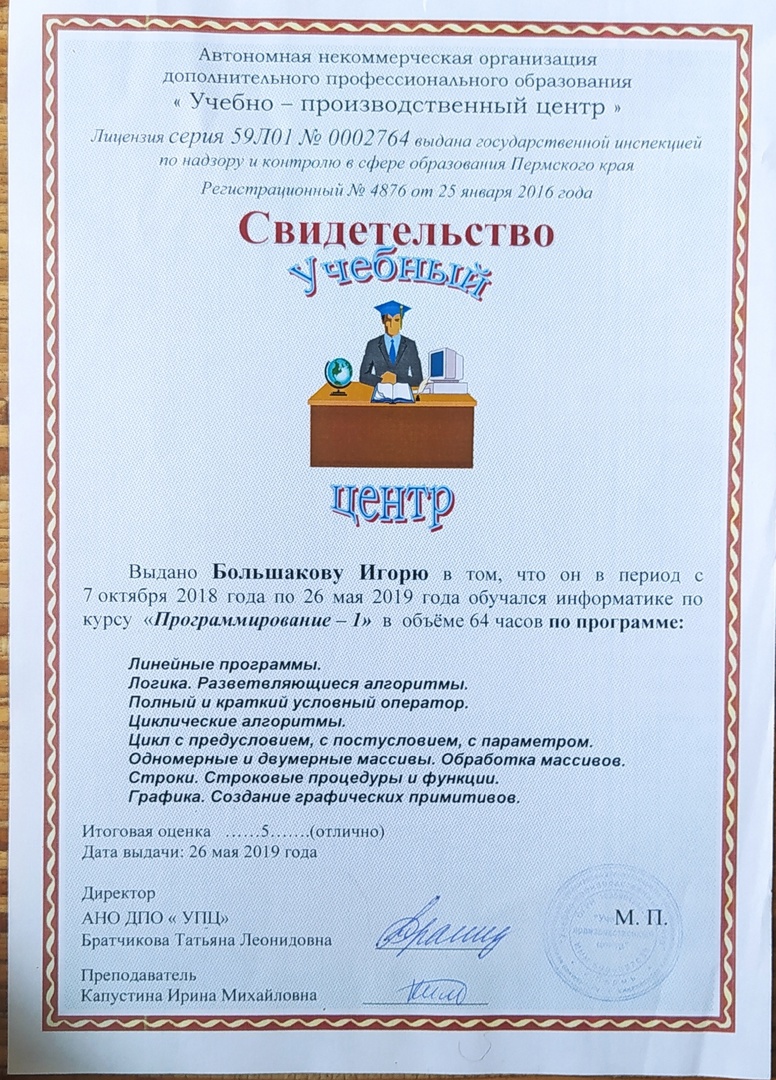 Автономная некоммерческая организация
дополнительного профессионального образования
« Учебно – производственный центр »
Лицензия серия 59Л01 № 0002764 выдана государственной инспекцией
по надзору и контролю в сфере образования Пермского края
Регистрационный № 4876 от 25 января 2016 года
Свидетельство
Учебный
центр
Выдано Большакову Игорю в том, что он в период с
7 октября 2018 года по 26 мая 2019 года обучался информатике по
курсу «Программирование – 1» в объёме 64 часов по программе:
Линейные программы.
Логика. Разветвляющиеся алгоритмы.
Полный и краткий условный оператор.
Циклические алгоритмы.
Цикл с предусловием, с постусловием, с параметром.
Одномерные и двумерные массивы. Обработка массивов.
Строки. Строковые процедуры и функции.
Графика. Создание графических примитивов.
Итоговая оценка ……5…….(отлично)
Дата выдачи: 26 мая 2019 года
Директор
АНО ДПО « УПЦ»
М. П.
Братчикова Татьяна Леонидовна
Преподаватель
Капустина Ирина Михайловна